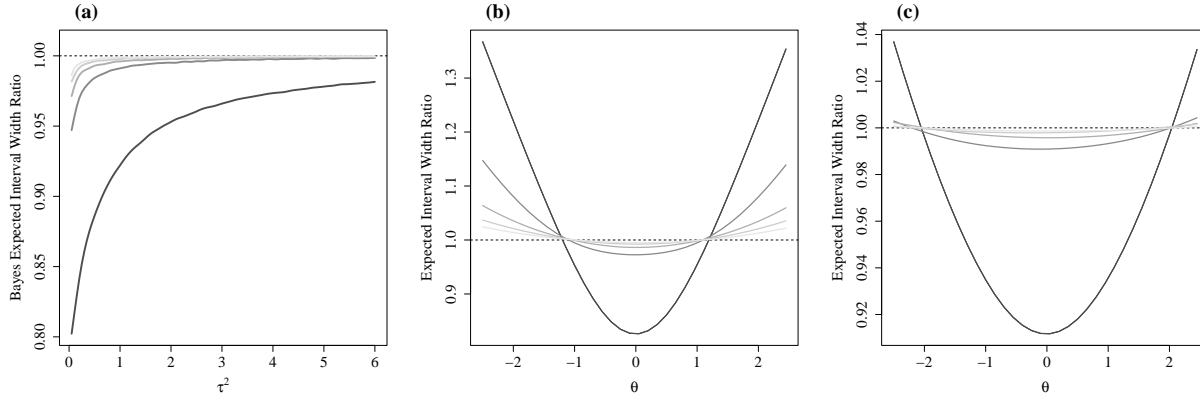 (a)
Bayes Expected Interval Width Ratio
1.00
0.95
0.90
0.85
0.80
0 1 2 3 4 5 6
τ²
(b)
Expected Interval Width Ratio
1.3
1.2
1.1
1.0
0.9
−2 −1 0 1 2
θ
(c)
Expected Interval Width Ratio
1.04
1.02
1.00
0.98
0.96
0.94
0.92
−2 −1 0 1 2
θ